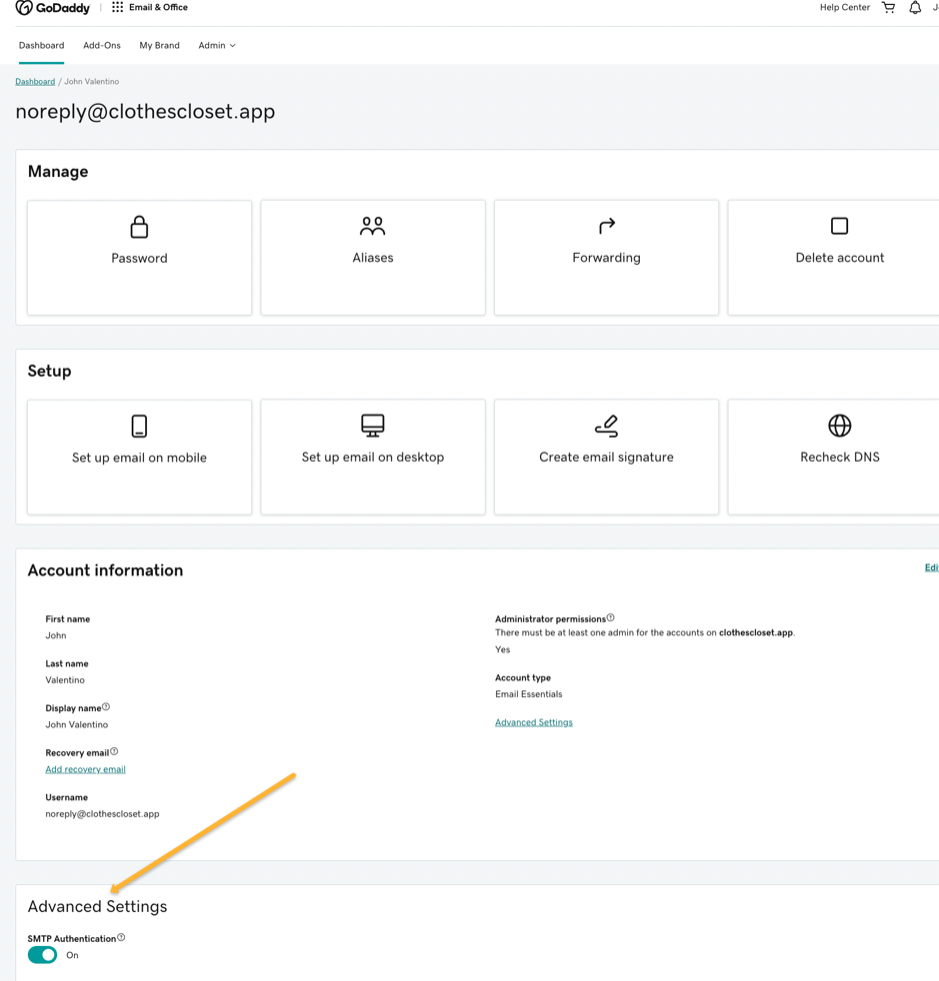 GoDaddy | Email & Office Help Center
Dashboard Add-Ons My Brand Admin
Dashboard / John Valentino
noreply@clothescloset.app
Manage
Password Aliases Forwarding Delete account
Setup
Set up email on mobile Set up email on desktop Create email signature Recheck DNS
Account information
First name
John
Last name
Valentino
Display name
John Valentino
Recovery email
Add recovery email
Username
noreply@clothescloset.app
Administrator permissions
There must be at least one admin for the accounts on clothescloset.app.
Yes
Account type
Email Essentials
Advanced Settings
Advanced Settings
SMTP Authentication
On